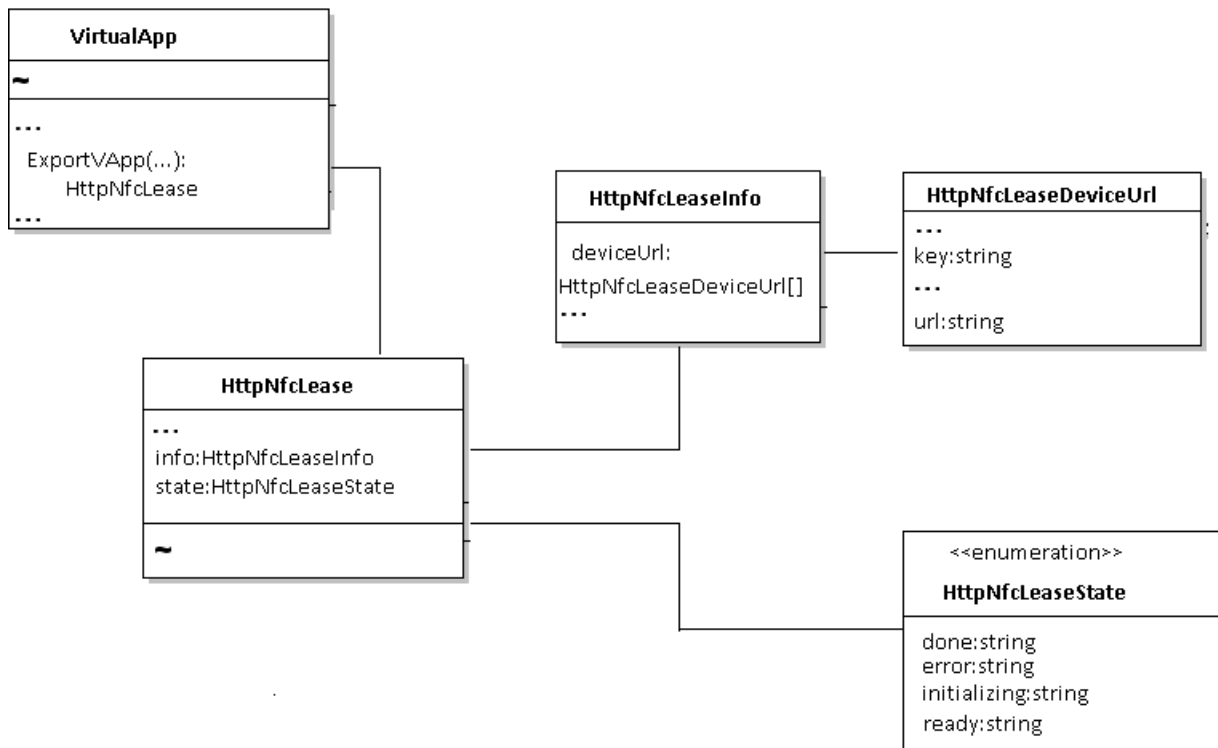 VirtualApp
~
...
ExportVApp(...):
HttpNfcLease
...
HttpNfcLeaseInfo
deviceUrl:
HttpNfcLeaseDeviceUrl[]
...
HttpNfcLeaseDeviceUrl
...
key:string
...
url:string
HttpNfcLease
...
info:HttpNfcLeaseInfo
state:HttpNfcLeaseState
~
<<enumeration>>
HttpNfcLeaseState
done:string
error:string
initializing:string
ready:string